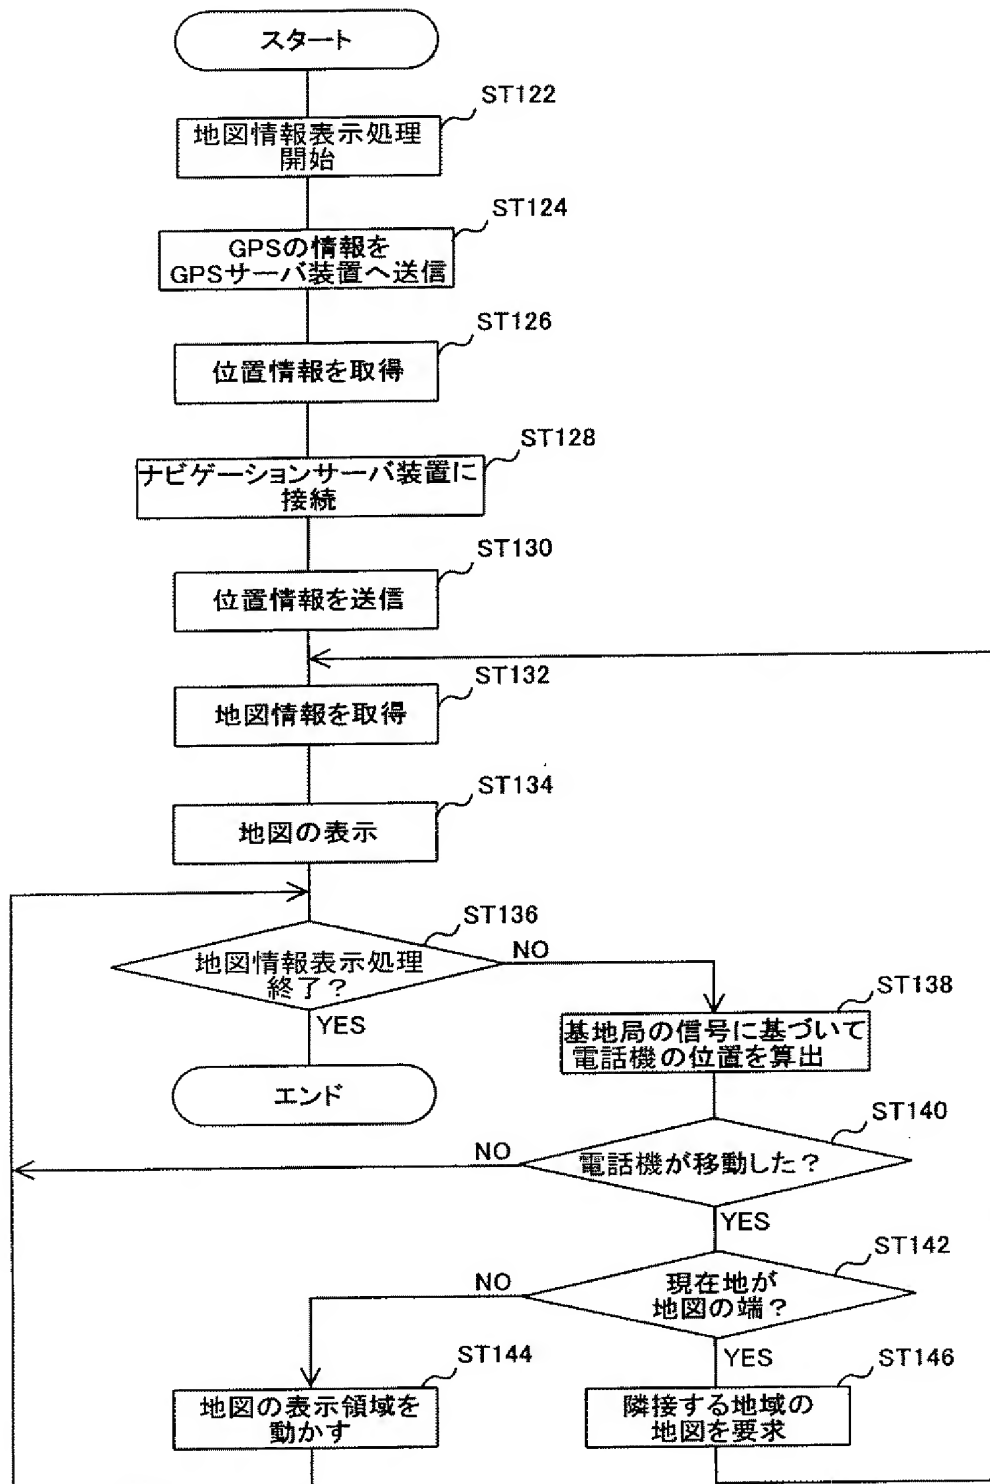 スタート
ST122
地図情報表示処理
開始
ST124
GPSの情報を
GPSサーバ装置へ送信
ST126
位置情報を取得
ST128
ナビゲーションサーバ装置に
接続
ST130
位置情報を送信
ST132
地図情報を取得
ST134
地図の表示
ST136
地図情報表示処理
終了?
NO
YES
エンド
ST138
基地局の信号に基づいて
電話機の位置を算出
ST140
電話機が移動した?
NO
YES
ST142
現在地が
地図の端?
NO
YES
ST144
地図の表示領域を
動かす
ST146
隣接する地域の
地図を要求